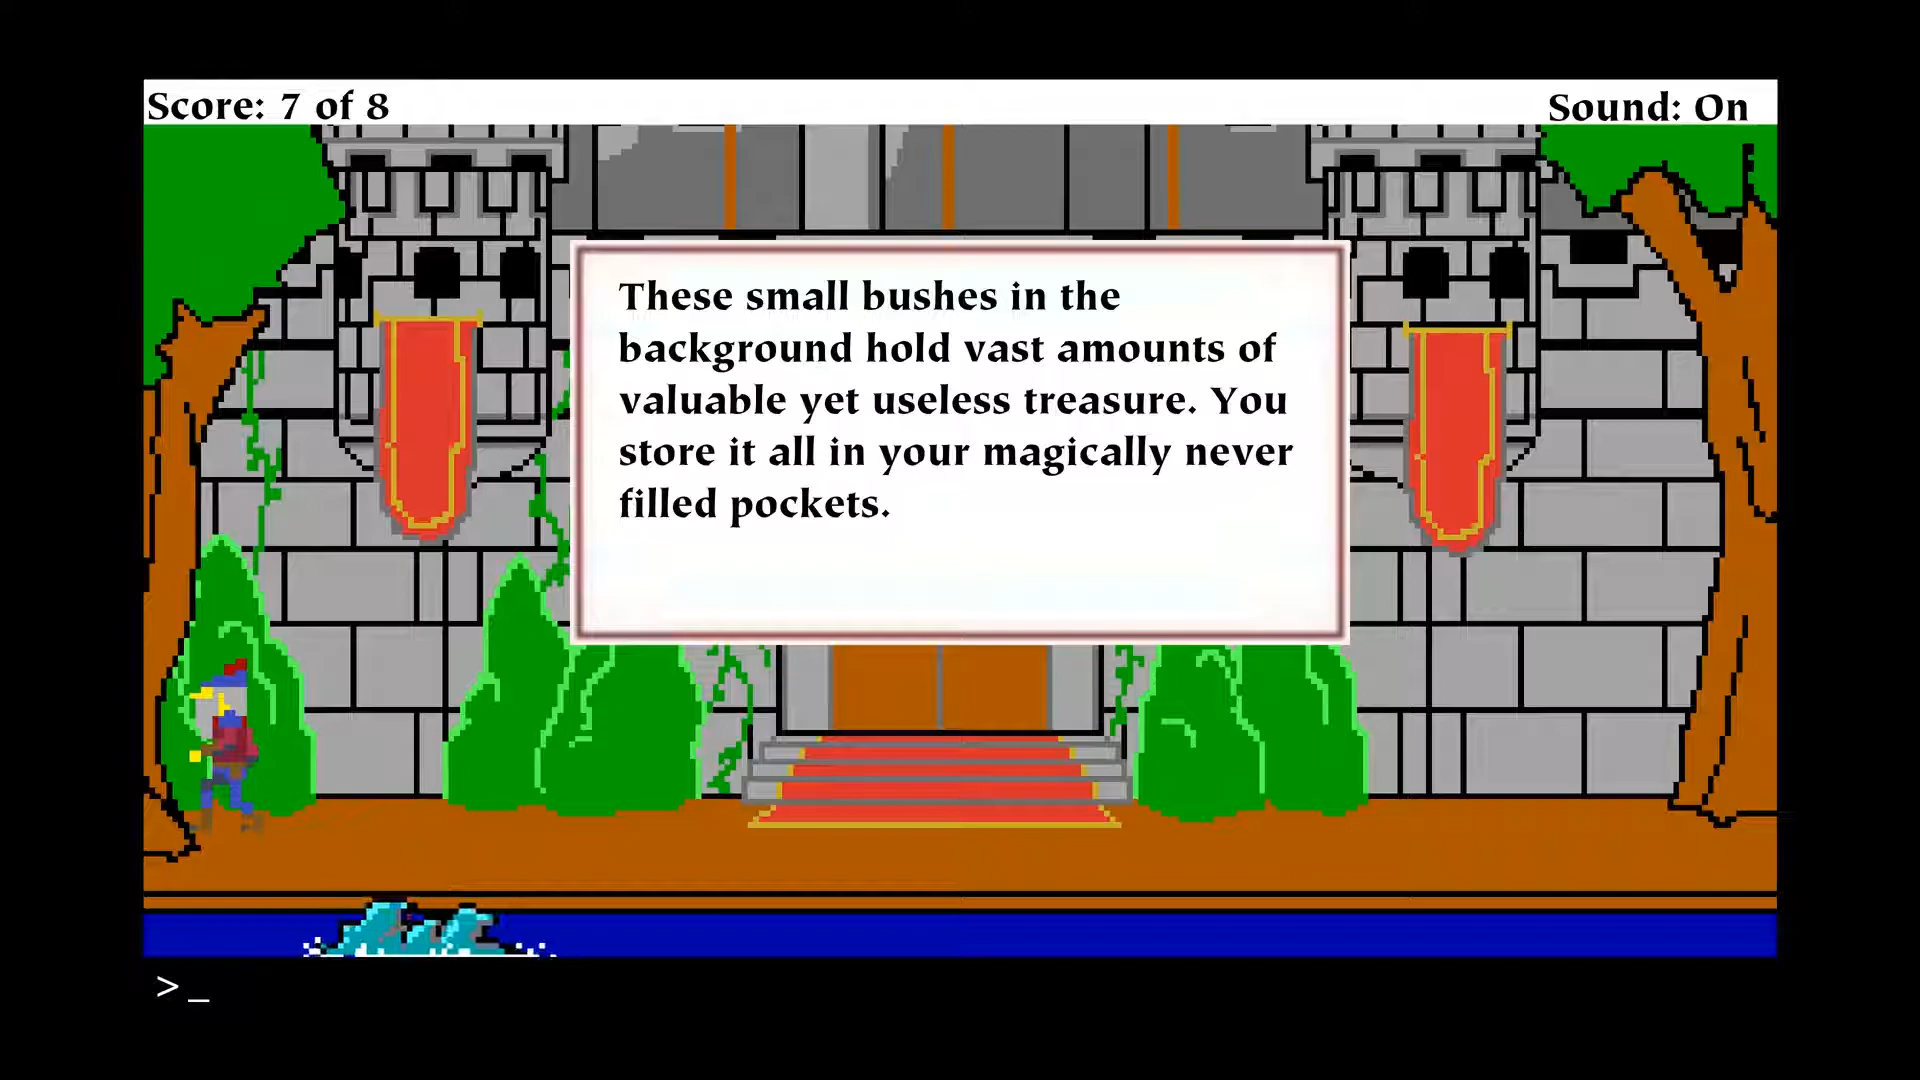 Score: 7 of 8
Sound: On
These small bushes in the
background hold vast amounts of
valuable yet useless treasure. You
store it all in your magically never
filled pockets.
> _